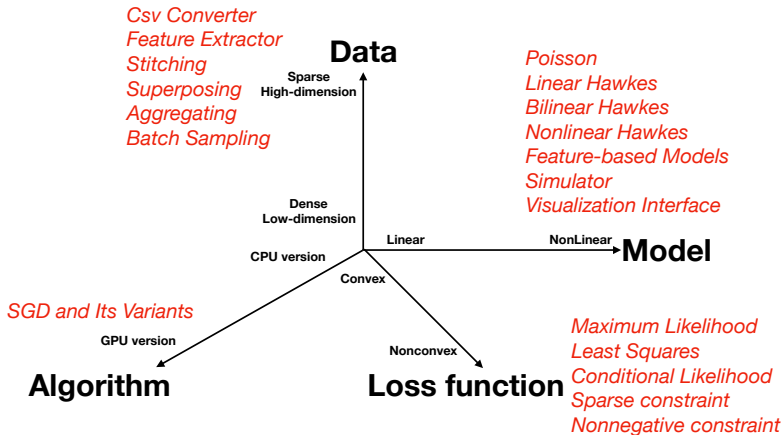 Csv Converter
Feature Extractor
Stitching
Superposing
Aggregating
Batch Sampling
Data
Sparse
High-dimension
Dense
Low-dimension
Poisson
Linear Hawkes
Bilinear Hawkes
Nonlinear Hawkes
Feature-based Models
Simulator
Visualization Interface
Linear
NonLinear
Model
CPU version
GPU version
SGD and Its Variants
Algorithm
Convex
Nonconvex
Loss function
Maximum Likelihood
Least Squares
Conditional Likelihood
Sparse constraint
Nonnegative constraint